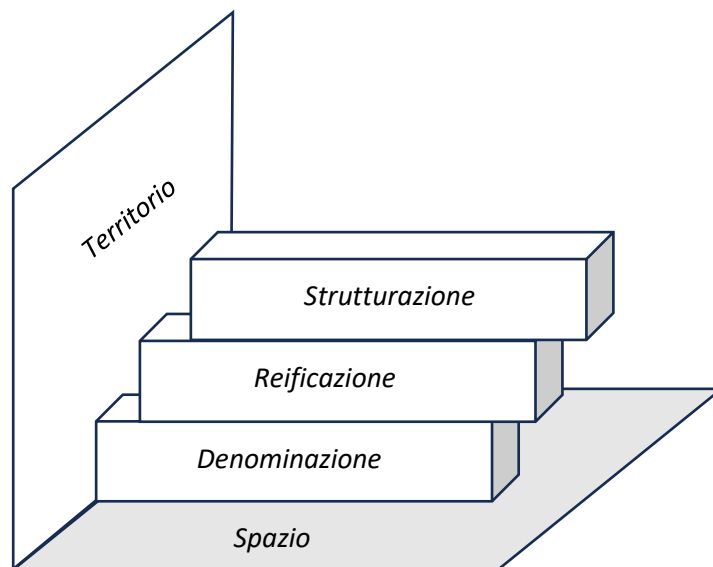 Territorio
Strutturazione
Reificazione
Denominazione
Spazio